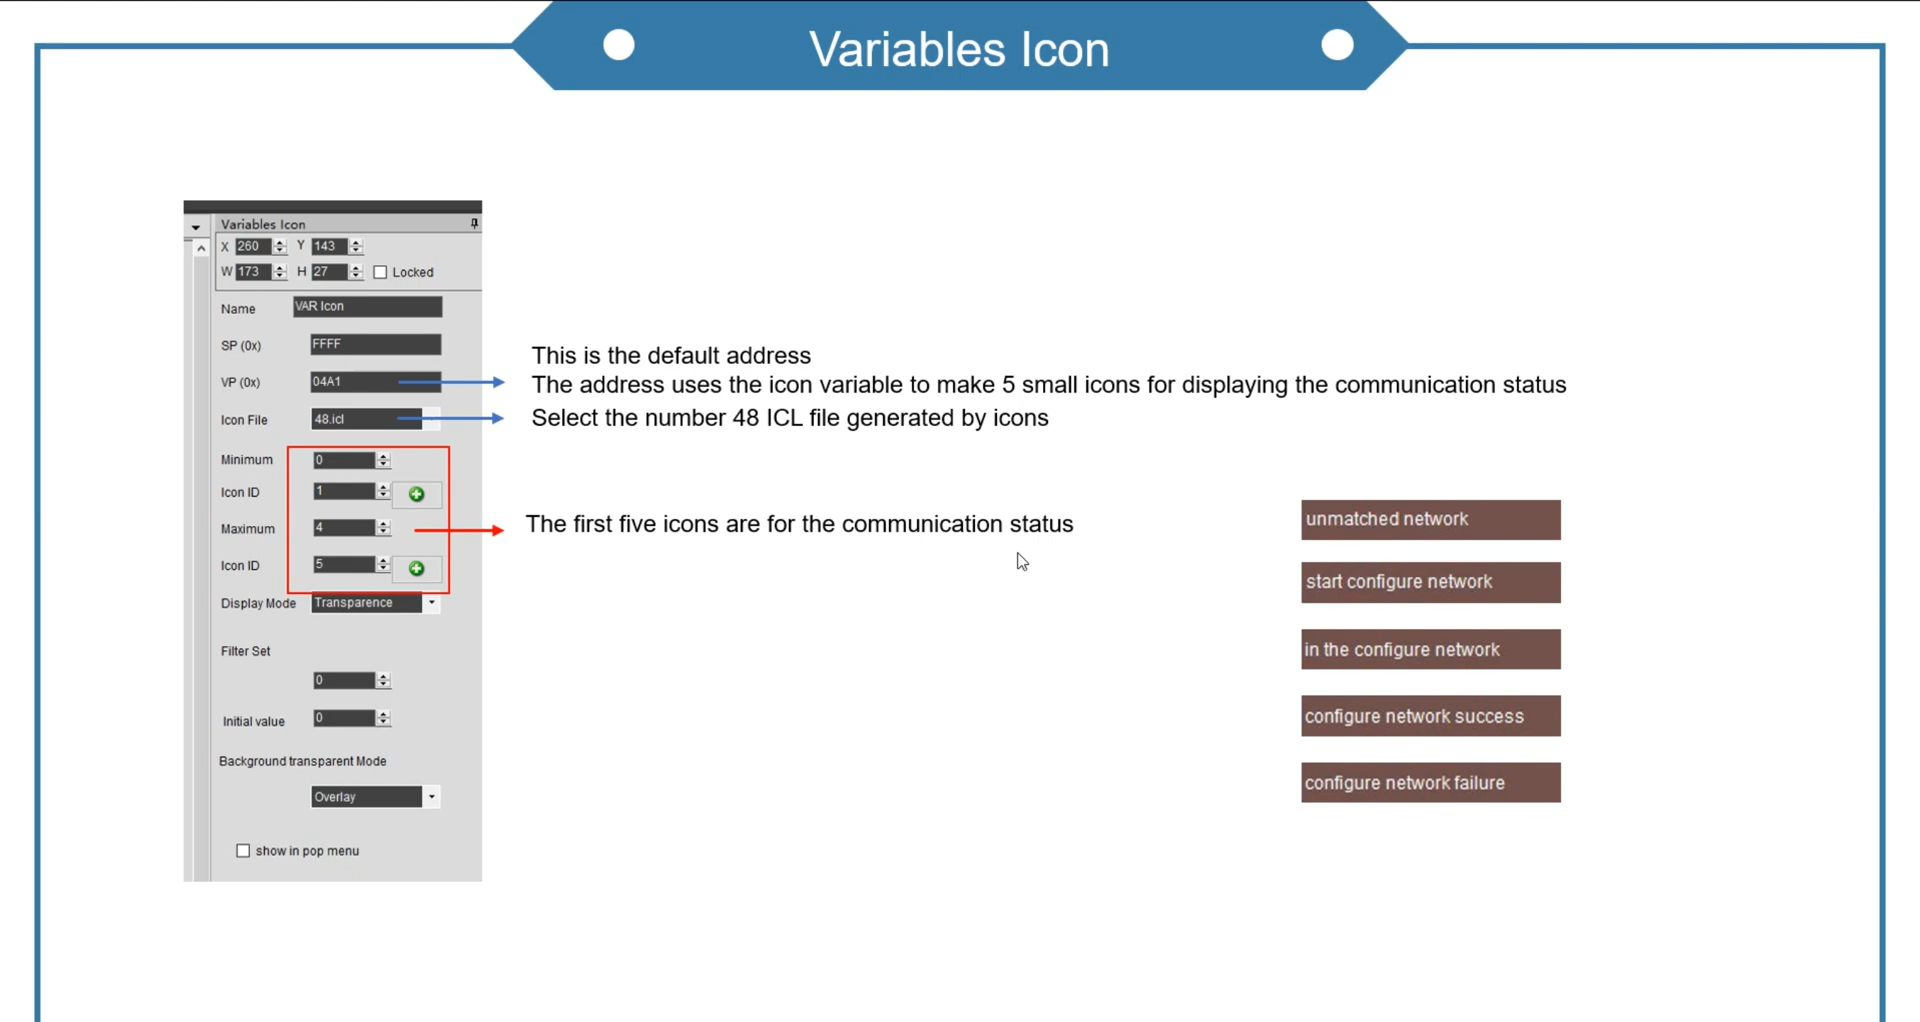 Variables Icon
Variables Icon
X 260 Y 143
W 173 H 27 Locked
Name VAR Icon
SP (0x) FFFF
VP (0x) 04A1
Icon File 48.icl
Minimum 0
Icon ID 1
Maximum 4
Icon ID 5
Display Mode Transparence
Filter Set
0
Initial value 0
Background transparent Mode
Overlay
show in pop menu
This is the default address
The address uses the icon variable to make 5 small icons for displaying the communication status
Select the number 48 ICL file generated by icons
The first five icons are for the communication status
unmatched network
start configure network
in the configure network
configure network success
configure network failure